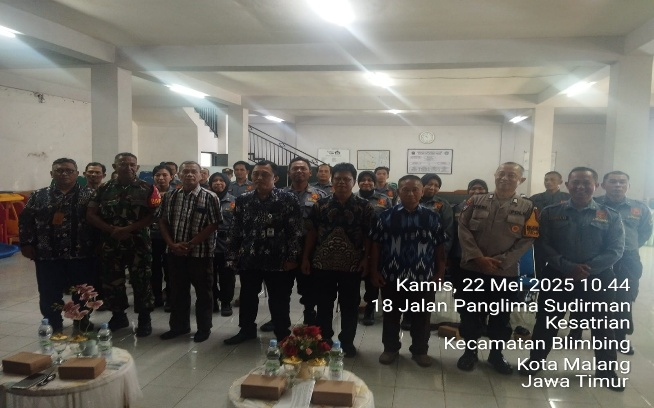 Kamis, 22 Mei 2025 10.44
18 Jalan Panglima Sudirman
Kesatrian
Kecamatan Blimbing
Kota Malang
Jawa Timur